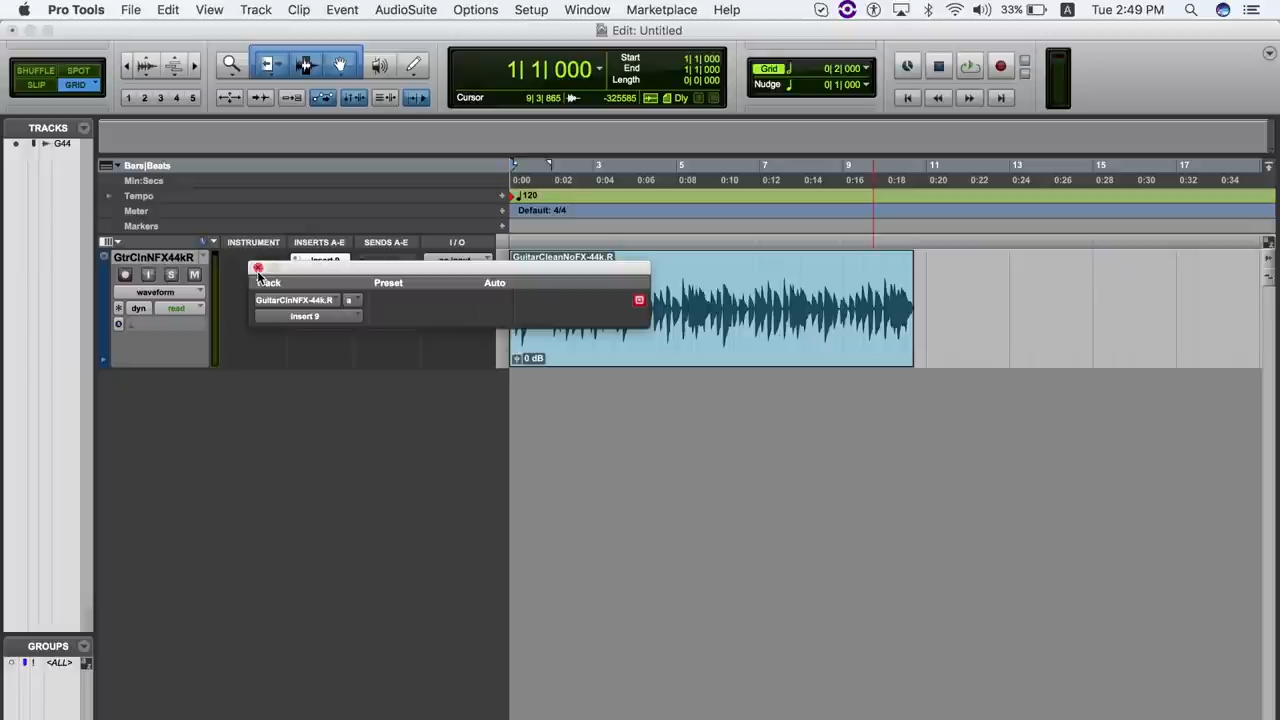 Pro Tools File Edit View Track Clip Event AudioSuite Options Setup Window Marketplace Help 33% A Tue 2:49 PM
Edit: Untitled
SHUFFLE SPOT
SLIP GRID
1 2 3 4 5
1| 1| 000
Start 1| 1| 000
End 1| 1| 000
Length 0| 0| 000
Cursor 9| 3| 865 -325585 Dly
Grid 0| 2| 000
Nudge 0| 1| 000
TRACKS
G44
Bars|Beats 3 5 7 9 11 13 15 17
Min:Secs 0:00 0:02 0:04 0:06 0:08 0:10 0:12 0:14 0:16 0:18 0:20 0:22 0:24 0:26 0:28 0:30 0:32 0:34
Tempo 120
Meter Default: 4/4
Markers
INSTRUMENT INSERTS A-E SENDS A-E I / O
GtrClnNFX44kR
Insert 9
no input
GuitarCleanNoFX-44k.R
I S M
waveform
dyn read
Track Preset Auto
GuitarClnNFX-44k.R a
Insert 9
0 dB
GROUPS
! <ALL>